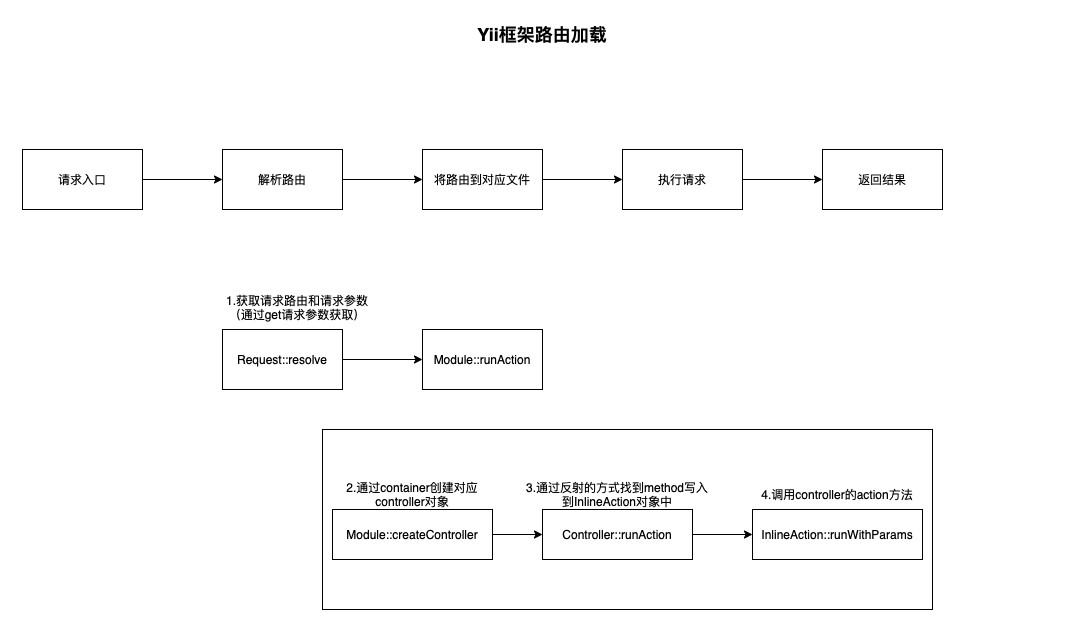 Yii框架路由加载
请求入口
解析路由
将路由到对应文件
执行请求
返回结果
1.获取请求路由和请求参数
（通过get请求参数获取）
Request::resolve
Module::runAction
2.通过container创建对应
controller对象
3.通过反射的方式找到method写入
到InlineAction对象中
4.调用controller的action方法
Module::createController
Controller::runAction
InlineAction::runWithParams